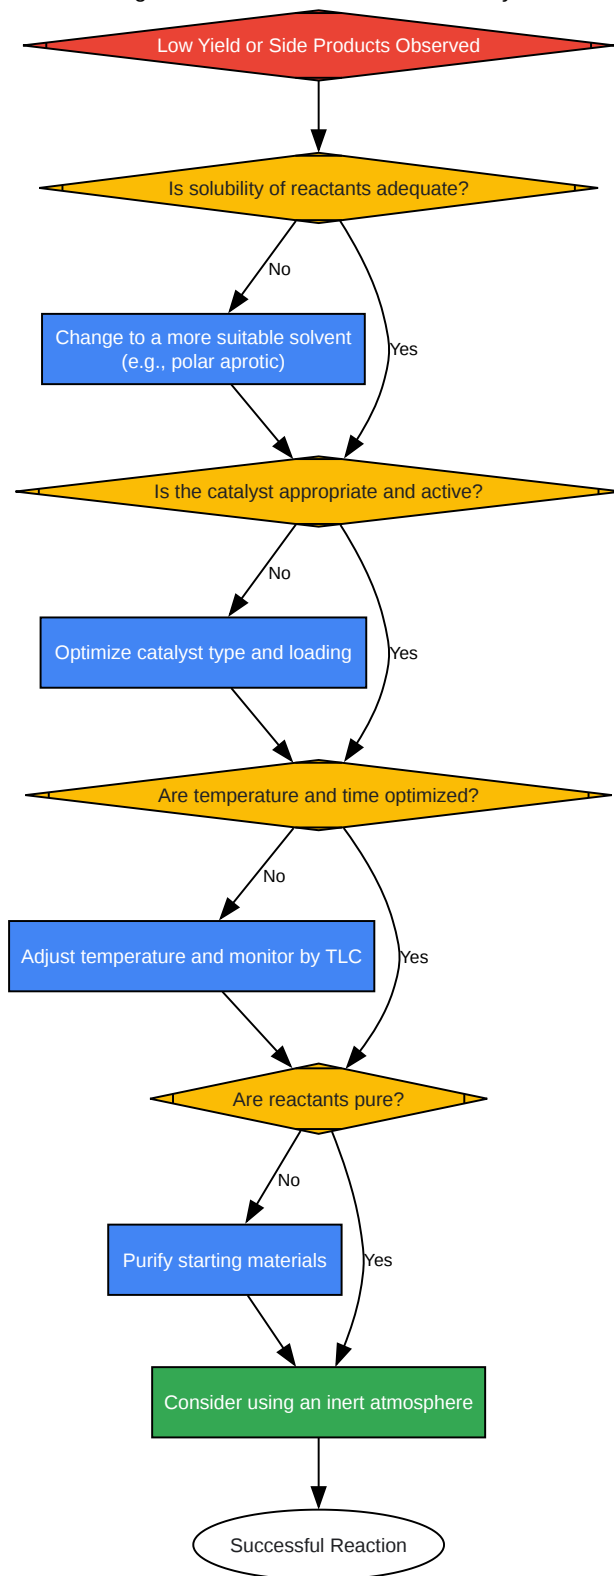 Low Yield or Side Products Observed
Is solubility of reactants adequate?
No
Change to a more suitable solvent
(e.g., polar aprotic)
Yes
Is the catalyst appropriate and active?
No
Optimize catalyst type and loading
Yes
Are temperature and time optimized?
No
Adjust temperature and monitor by TLC
Yes
Are reactants pure?
No
Purify starting materials
Yes
Consider using an inert atmosphere
Successful Reaction